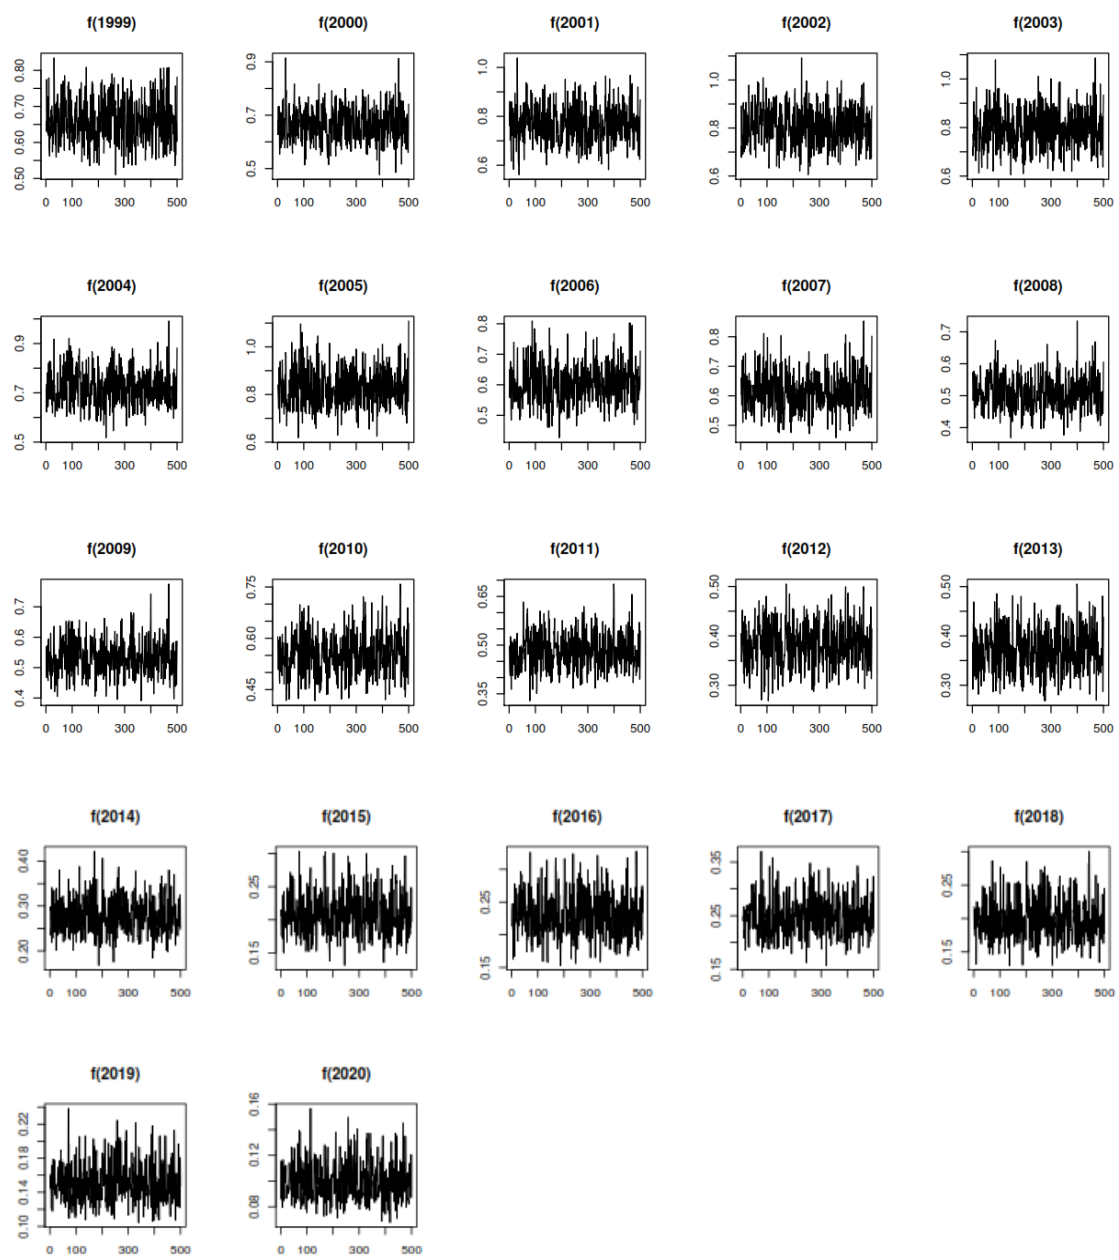 f(1999)
0.50 0.60 0.70 0.80
0 100 300 500
f(2000)
0.5 0.7 0.9
0 100 300 500
f(2001)
0.6 0.8 1.0
0 100 300 500
f(2002)
0.6 0.8 1.0
0 100 300 500
f(2003)
0.6 0.8 1.0
0 100 300 500
f(2004)
0.5 0.7 0.9
0 100 300 500
f(2005)
0.6 0.8 1.0
0 100 300 500
f(2006)
0.5 0.6 0.7 0.8
0 100 300 500
f(2007)
0.5 0.6 0.7 0.8
0 100 300 500
f(2008)
0.4 0.5 0.6 0.7
0 100 300 500
f(2009)
0.4 0.5 0.6 0.7
0 100 300 500
f(2010)
0.45 0.60 0.75
0 100 300 500
f(2011)
0.35 0.50 0.65
0 100 300 500
f(2012)
0.30 0.40 0.50
0 100 300 500
f(2013)
0.30 0.40 0.50
0 100 300 500
f(2014)
0.20 0.30 0.40
0 100 300 500
f(2015)
0.15 0.25
0 100 300 500
f(2016)
0.15 0.25
0 100 300 500
f(2017)
0.15 0.25 0.35
0 100 300 500
f(2018)
0.15 0.25
0 100 300 500
f(2019)
0.10 0.14 0.18 0.22
0 100 300 500
f(2020)
0.08 0.12 0.16
0 100 300 500